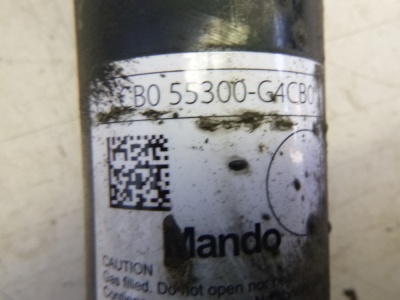 CB0 55300-G4CB0
Mando
CAUTION
Gas filled. Do not open nor